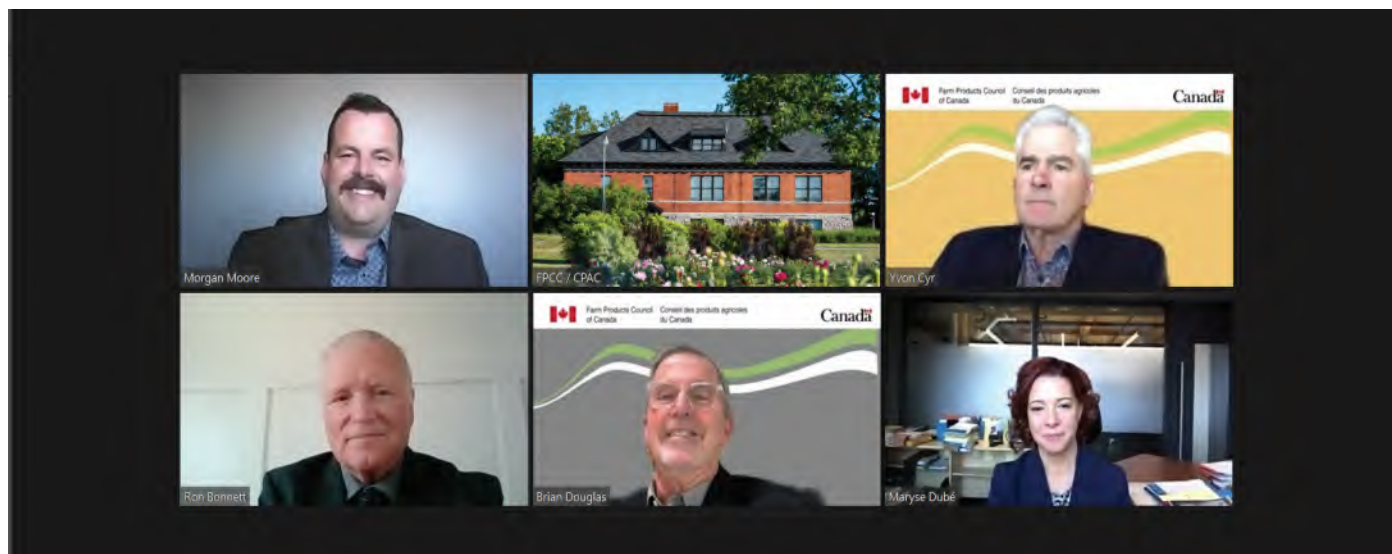 Farm Products Council Conseil des produits agricoles
of Canada du Canada
Canada
Morgan Moore
FPCC / CPAC
Yvon Cyr
Farm Products Council Conseil des produits agricoles
of Canada du Canada
Canada
Ron Bonnett
Brian Douglas
Maryse Dubé